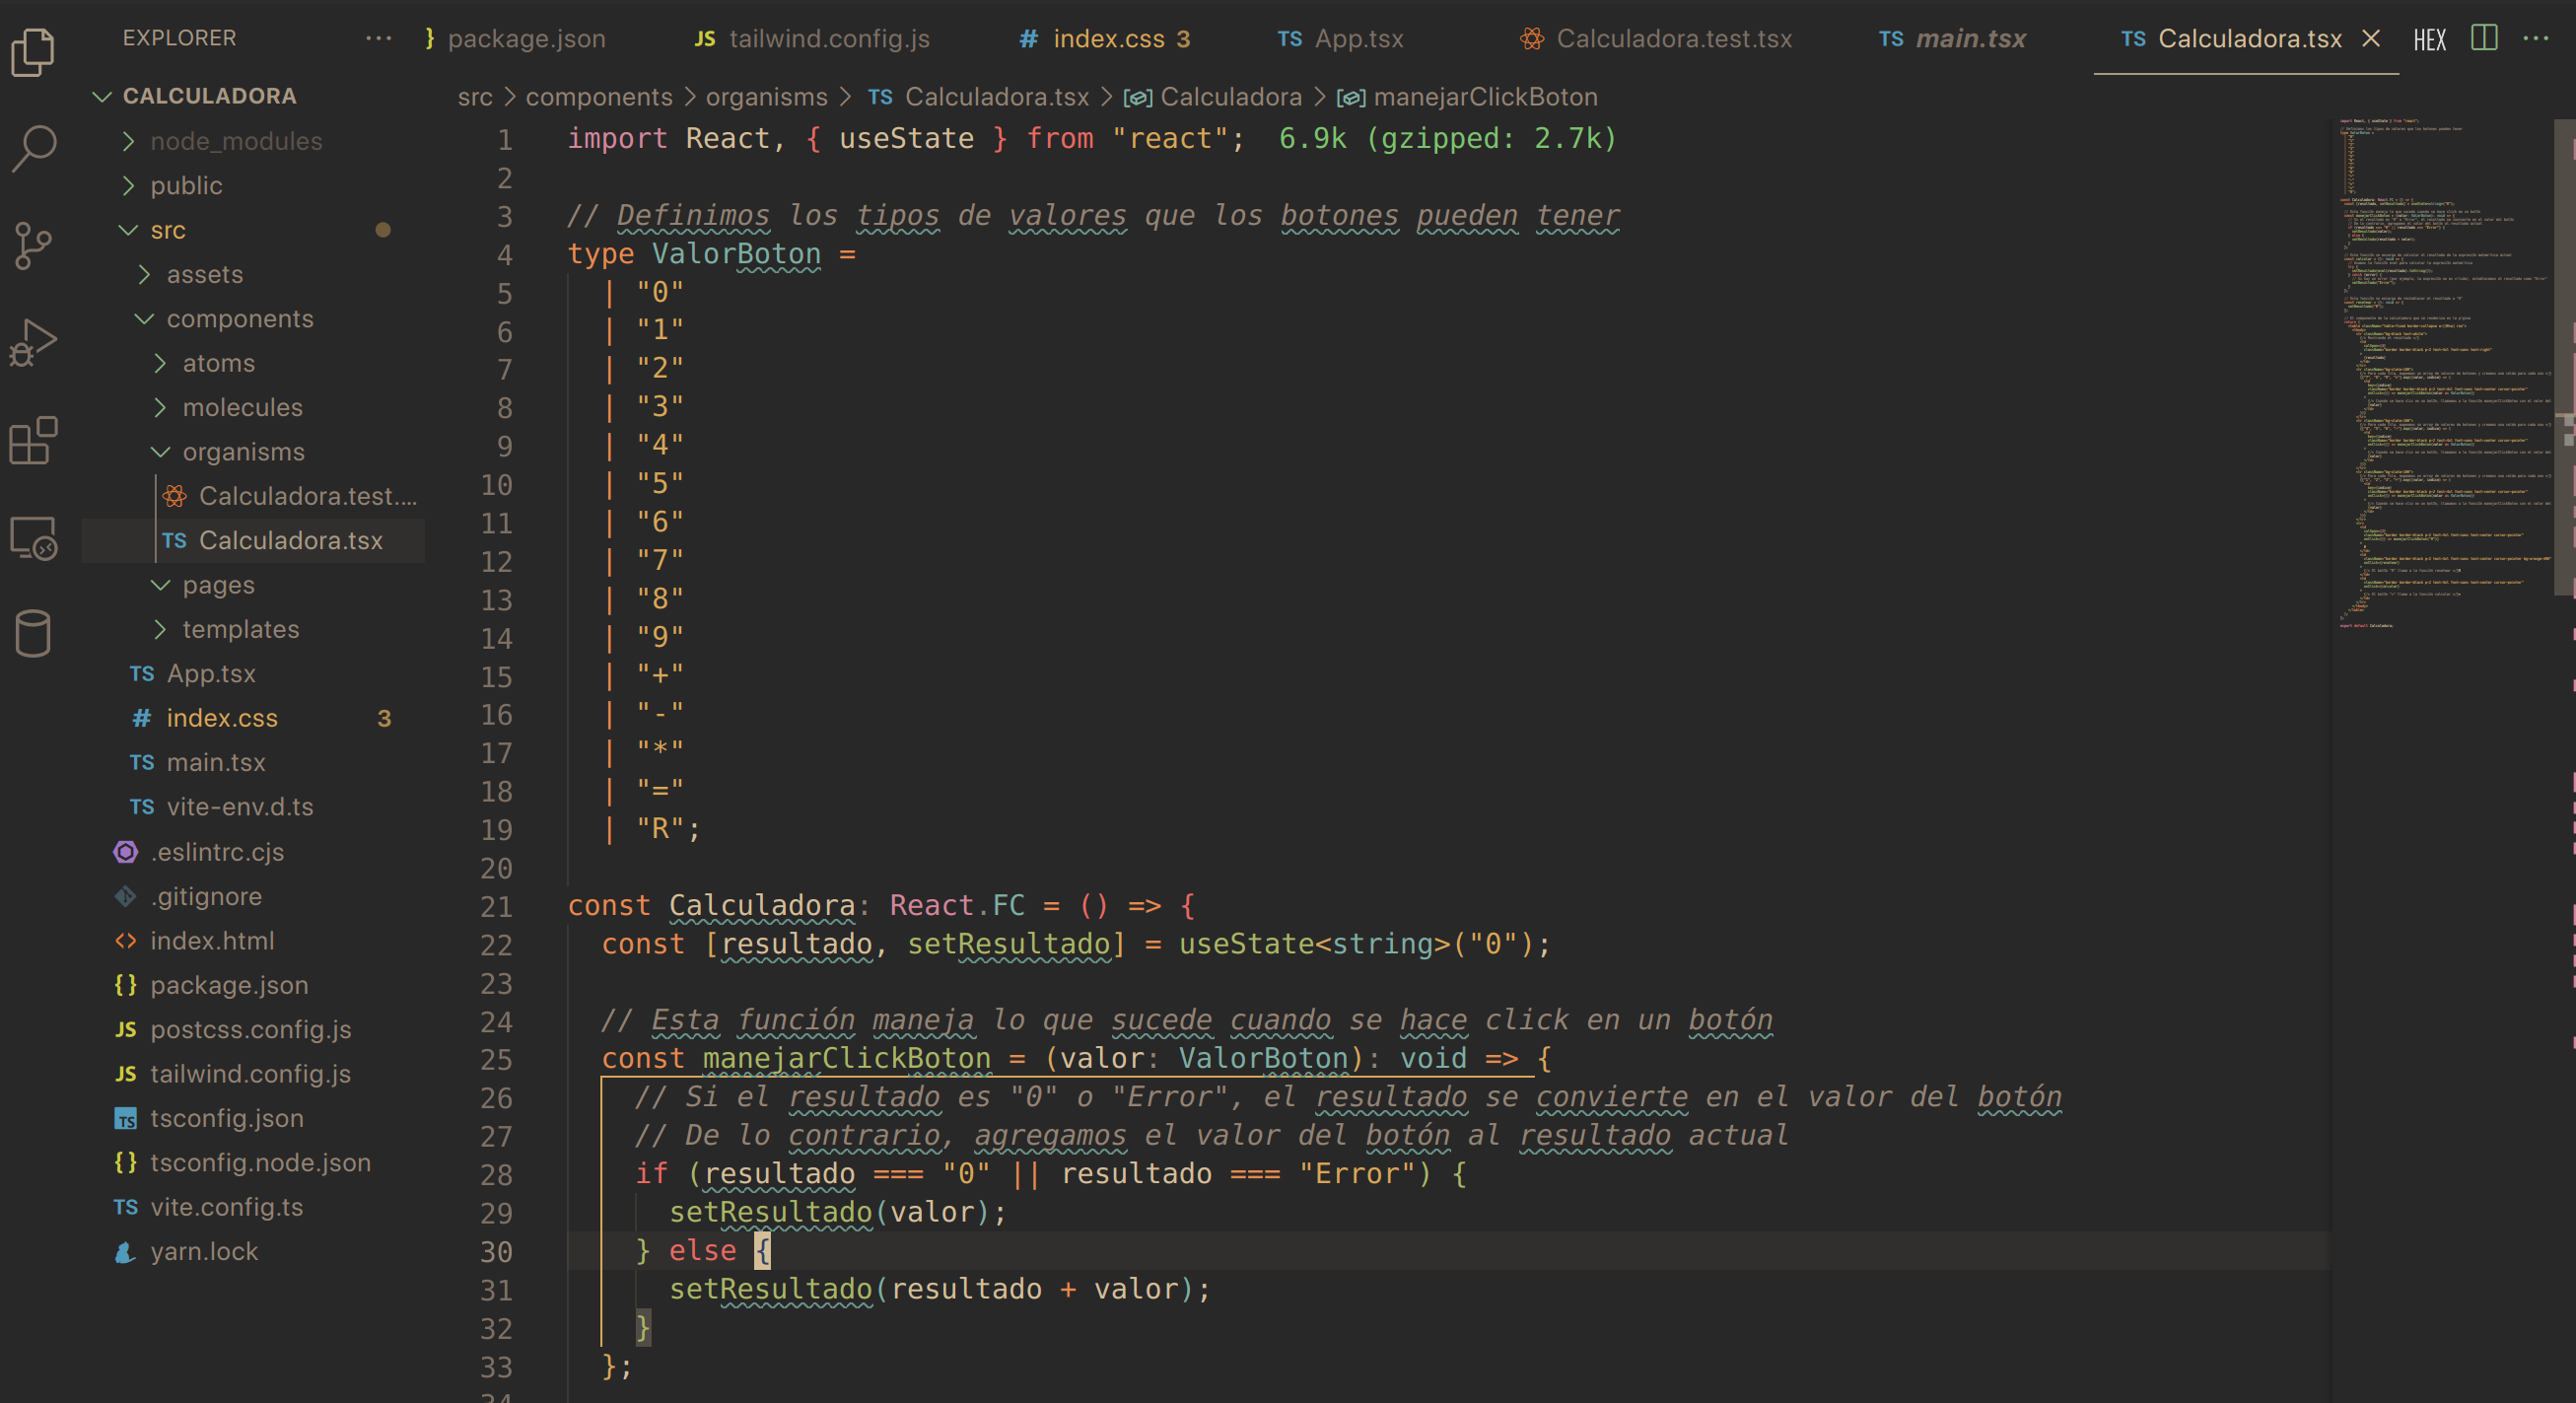 EXPLORER
CALCULADORA
node_modules
public
src
assets
components
atoms
molecules
organisms
Calculadora.test....
TS Calculadora.tsx
pages
templates
TS App.tsx
# index.css 3
TS main.tsx
TS vite-env.d.ts
.eslintrc.cjs
.gitignore
<> index.html
{} package.json
JS postcss.config.js
JS tailwind.config.js
TS tsconfig.json
{} tsconfig.node.json
TS vite.config.ts
yarn.lock
} package.json JS tailwind.config.js # index.css 3 TS App.tsx Calculadora.test.tsx TS main.tsx TS Calculadora.tsx HEX
src > components > organisms > TS Calculadora.tsx > Calculadora > manejarClickBoton
1 import React, { useState } from "react"; 6.9k (gzipped: 2.7k)
2
3 // Definimos los tipos de valores que los botones pueden tener
4 type ValorBoton =
5 | "0"
6 | "1"
7 | "2"
8 | "3"
9 | "4"
10 | "5"
11 | "6"
12 | "7"
13 | "8"
14 | "9"
15 | "+"
16 | "-"
17 | "*"
18 | "="
19 | "R";
20
21 const Calculadora: React.FC = () => {
22 const [resultado, setResultado] = useState<string>("0");
23
24 // Esta función maneja lo que sucede cuando se hace click en un botón
25 const manejarClickBoton = (valor: ValorBoton): void => {
26 // Si el resultado es "0" o "Error", el resultado se convierte en el valor del botón
27 // De lo contrario, agregamos el valor del botón al resultado actual
28 if (resultado === "0" || resultado === "Error") {
29 setResultado(valor);
30 } else {
31 setResultado(resultado + valor);
32 }
33 };
34